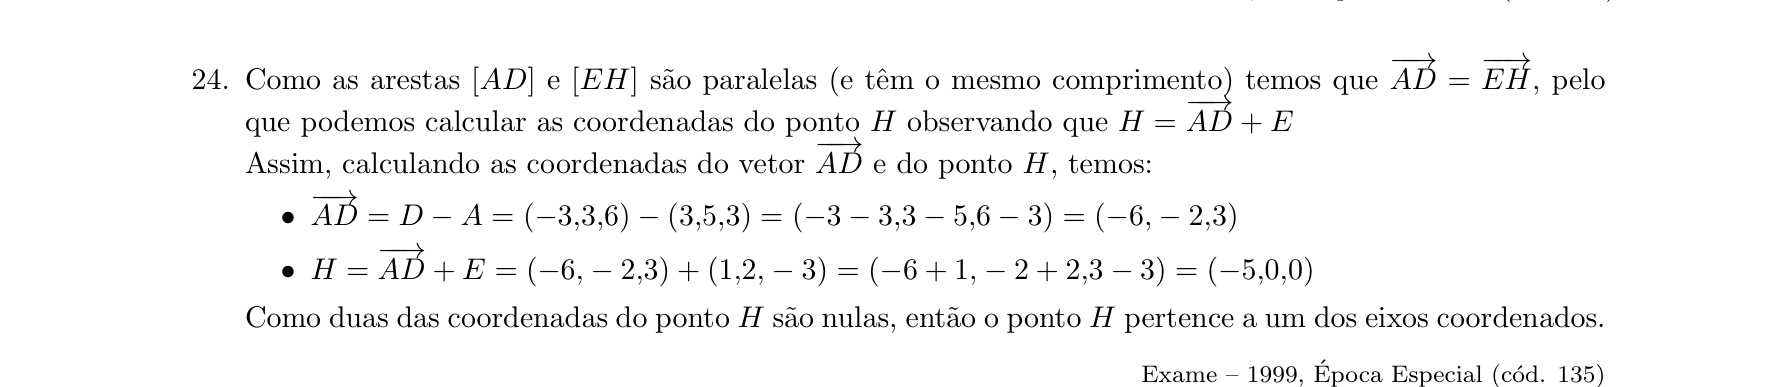 24. Como as arestas [AD] e [EH] são paralelas (e têm o mesmo comprimento) temos que \overrightarrow{AD} = \overrightarrow{EH}, pelo
que podemos calcular as coordenadas do ponto H observando que H = \overrightarrow{AD} + E
Assim, calculando as coordenadas do vetor \overrightarrow{AD} e do ponto H, temos:
• \overrightarrow{AD} = D − A = (−3,3,6) − (3,5,3) = (−3 − 3,3 − 5,6 − 3) = (−6, − 2,3)
• H = \overrightarrow{AD} + E = (−6, − 2,3) + (1,2, − 3) = (−6 + 1, − 2 + 2,3 − 3) = (−5,0,0)
Como duas das coordenadas do ponto H são nulas, então o ponto H pertence a um dos eixos coordenados.
Exame – 1999, Época Especial (cód. 135)